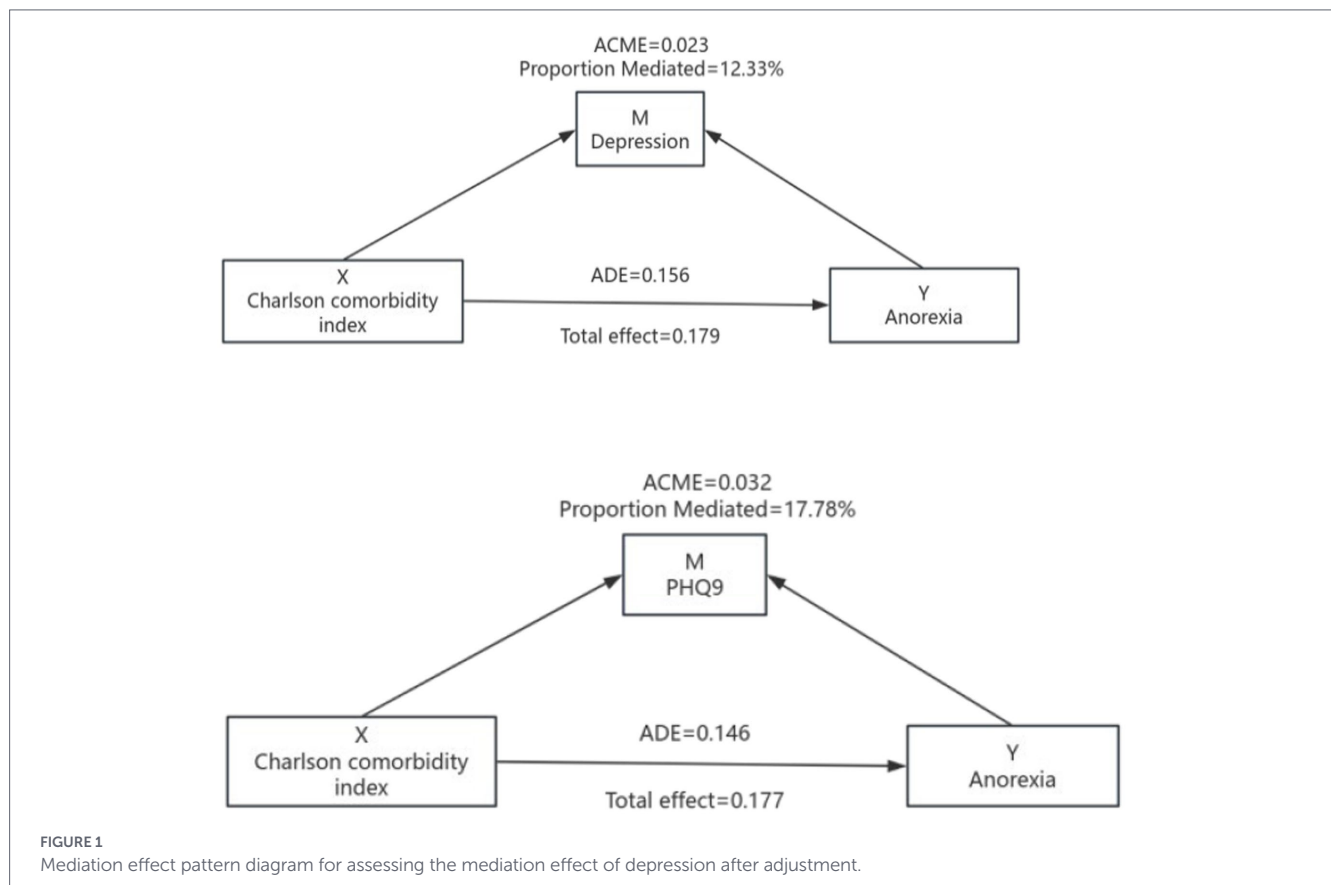 ACME=0.023
Proportion Mediated=12.33%
M
Depression
X
Charlson comorbidity
index
ADE=0.156
Total effect=0.179
Y
Anorexia
ACME=0.032
Proportion Mediated=17.78%
M
PHQ9
X
Charlson comorbidity
index
ADE=0.146
Total effect=0.177
Y
Anorexia
FIGURE 1
Mediation effect pattern diagram for assessing the mediation effect of depression after adjustment.